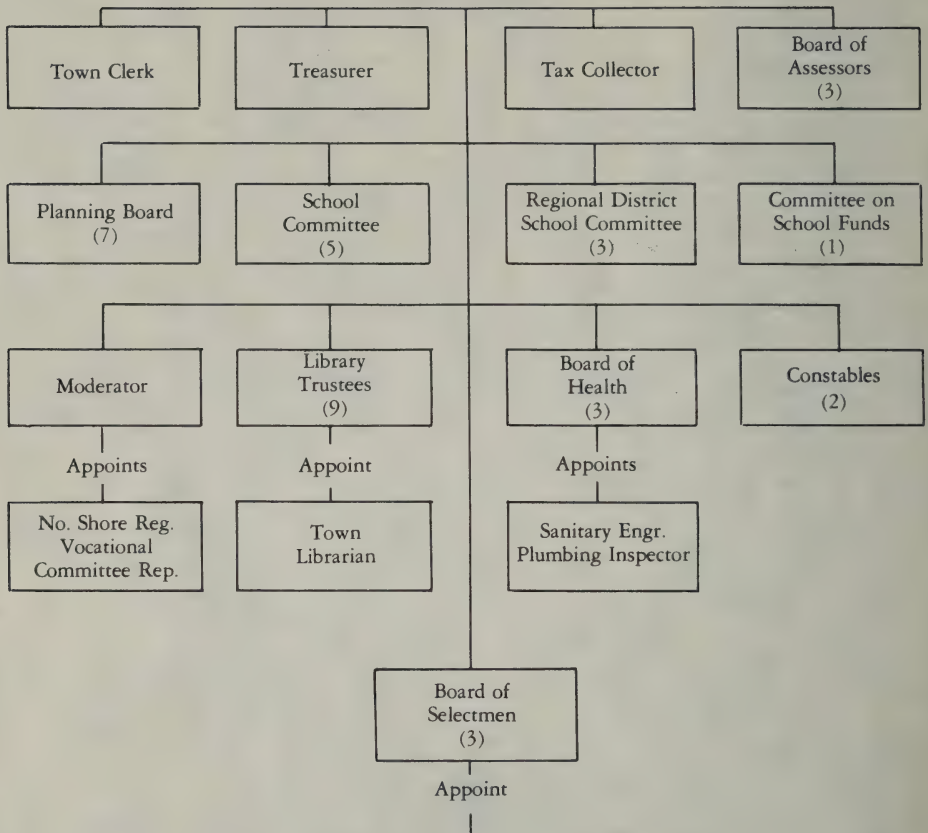 Town Clerk
Treasurer
Tax Collector
Board of
Assessors
(3)
Planning Board
(7)
School
Committee
(5)
Regional District
School Committee
(3)
Committee on
School Funds
(1)
Moderator
Library
Trustees
(9)
Board of
Health
(3)
Constables
(2)
Appoints
Appoint
Appoints
No. Shore Reg.
Vocational
Committee Rep.
Town
Librarian
Sanitary Engr.
Plumbing Inspector
Board of
Selectmen
(3)
Appoint